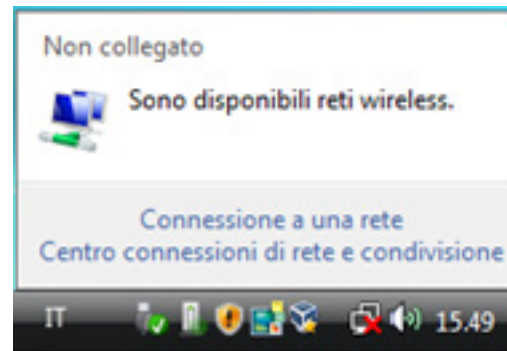 Non collegato
Sono disponibili reti wireless.
Connessione a una rete
Centro connessioni di rete e condivisione
IT 15.49